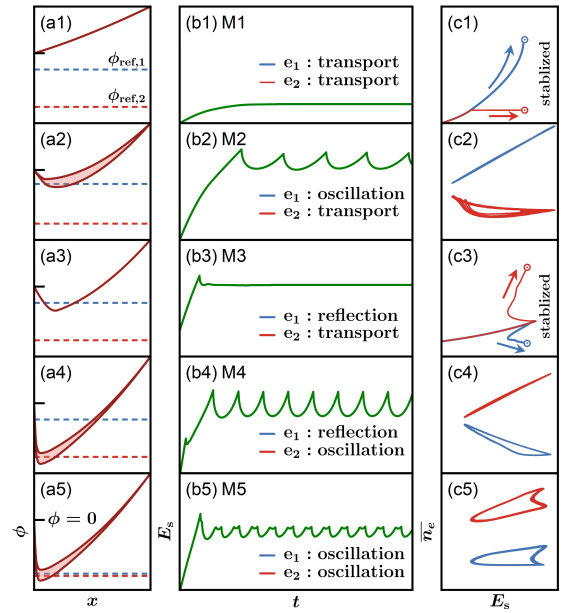 (a1)
ϕref,1
ϕref,2
(b1) M1
e1 : transport
e2 : transport
(c1)
stablized
(a2)
(b2) M2
e1 : oscillation
e2 : transport
(c2)
(a3)
(b3) M3
e1 : reflection
e2 : transport
(c3)
stablized
(a4)
(b4) M4
e1 : reflection
e2 : oscillation
(c4)
(a5)
ϕ = 0
ϕ
x
(b5) M5
e1 : oscillation
e2 : oscillation
Es
t
(c5)
n̅e
Es